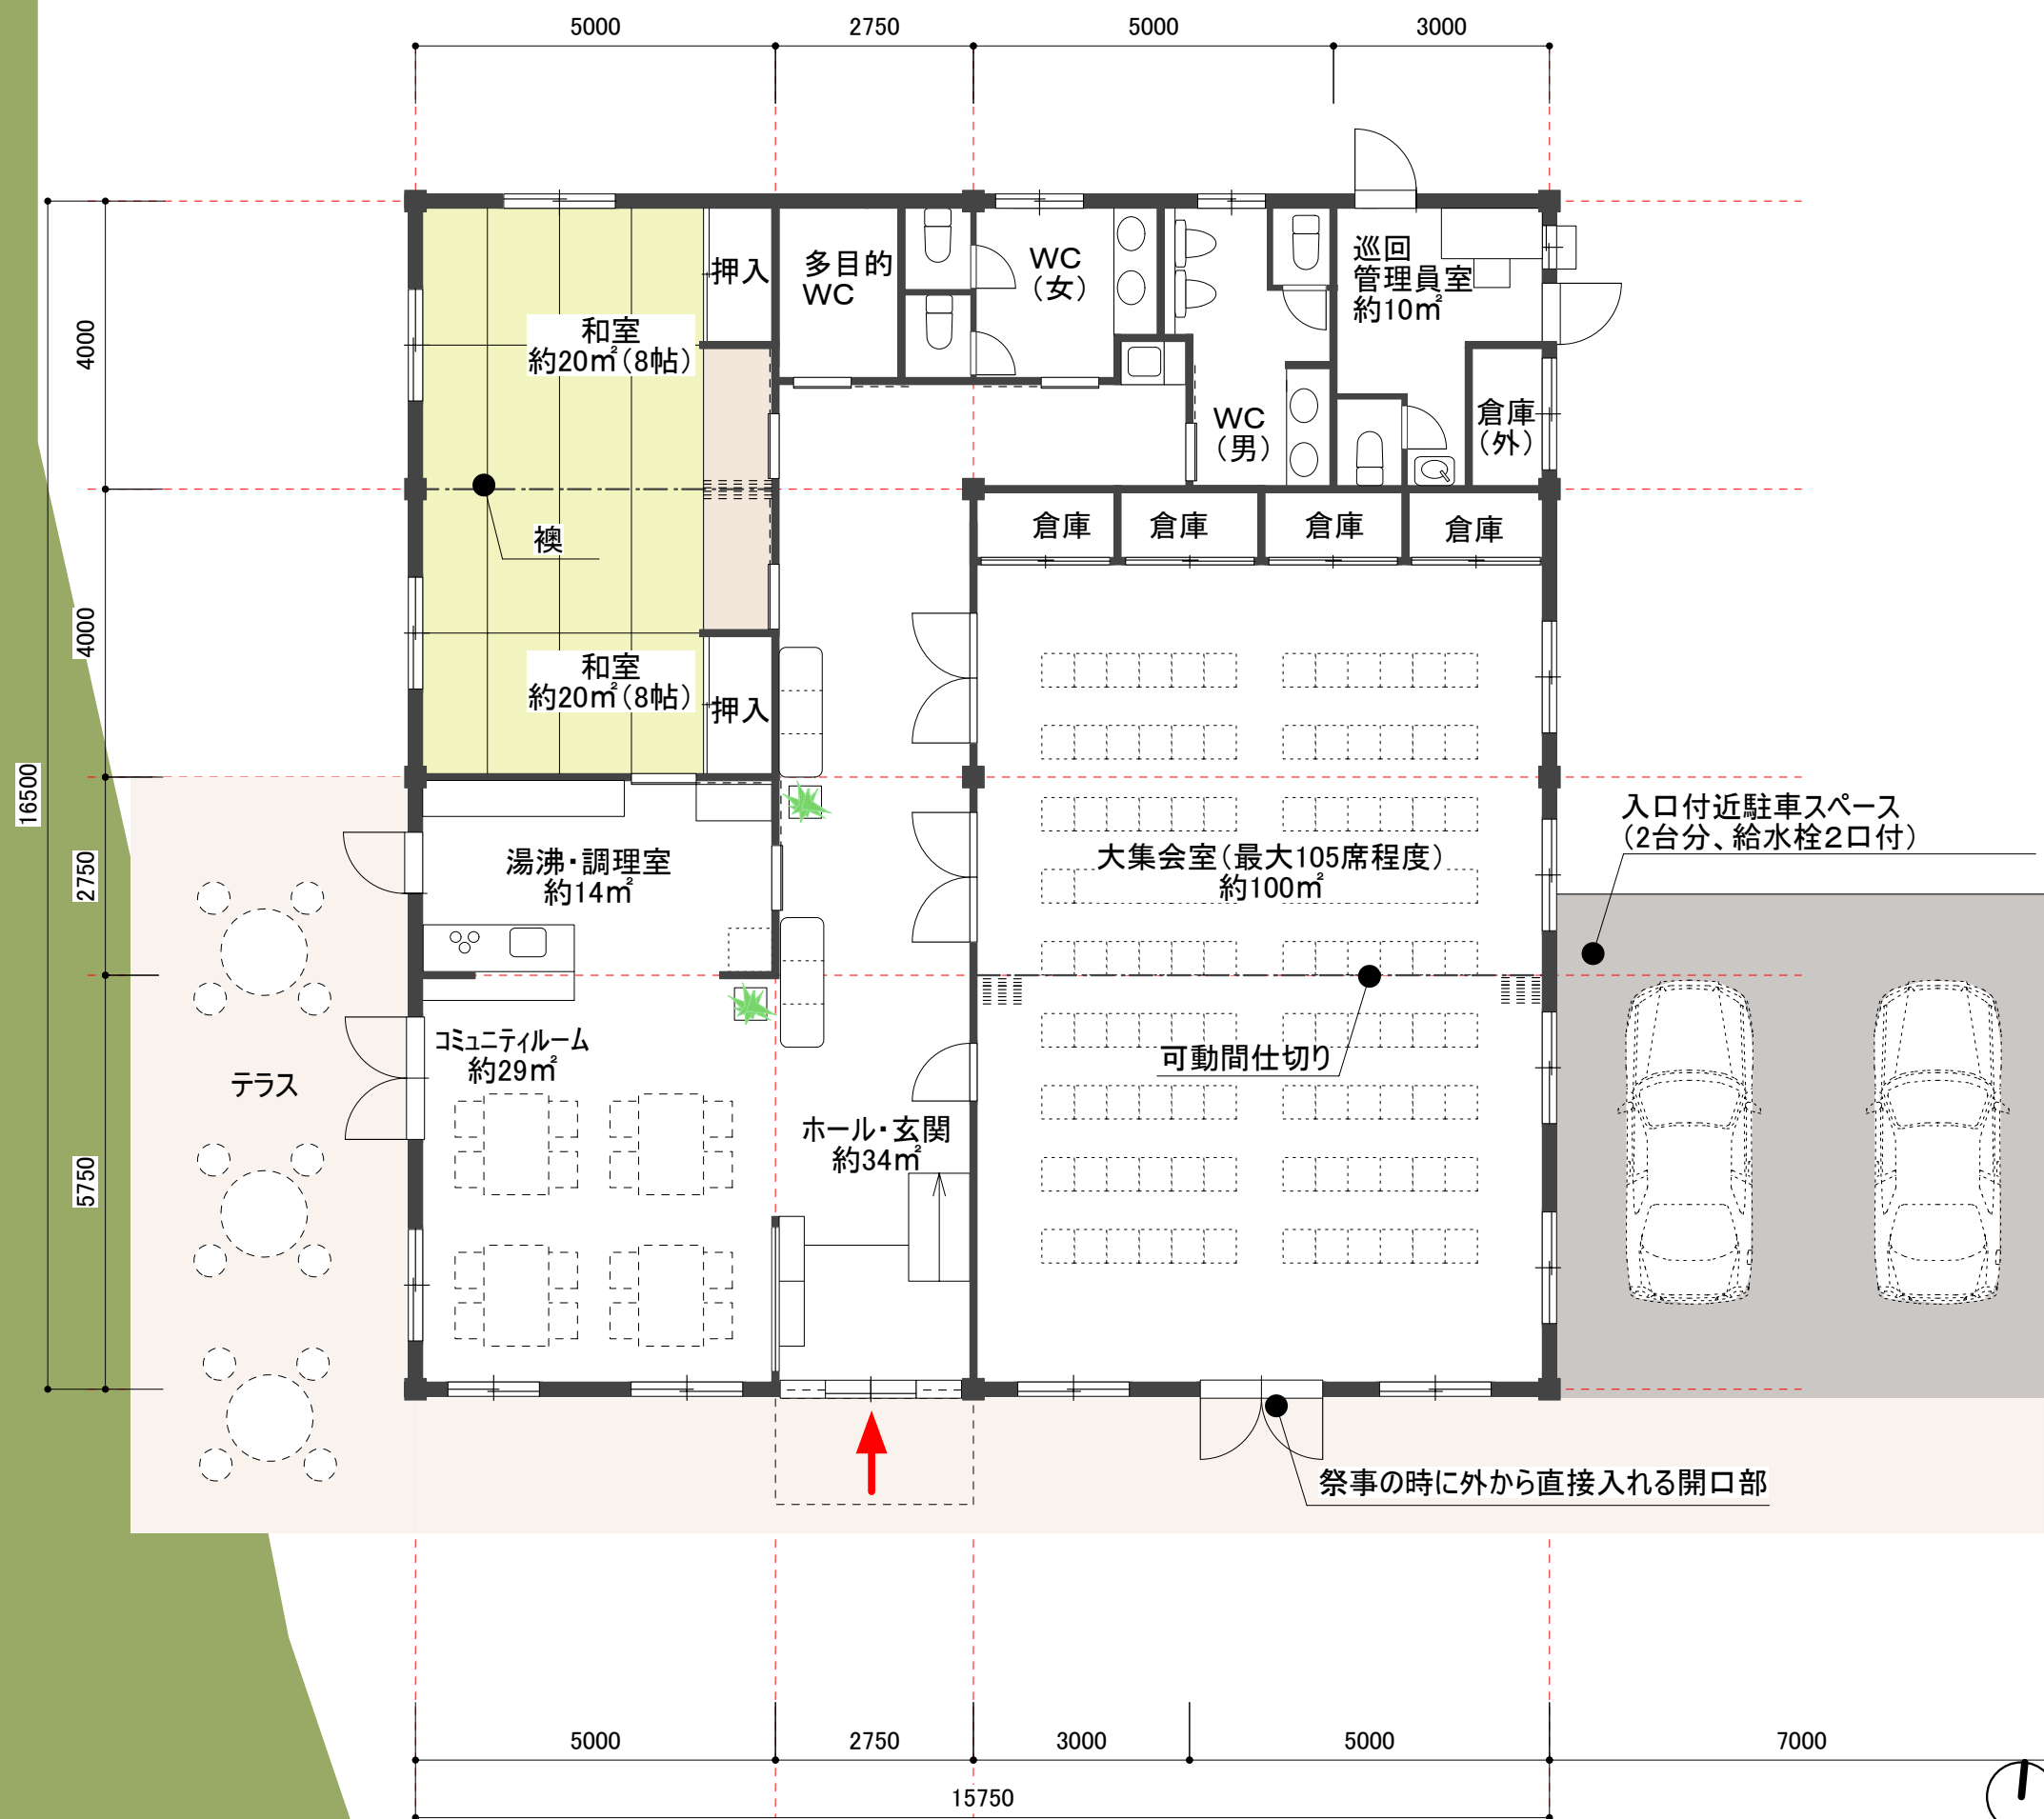 5000
2750
5000
3000
押入
多目的
WC
WC
(女)
巡回
管理員室
約10㎡
和室
約20㎡(8帖)
4000
WC
(男)
倉庫
(外)
襖
倉庫
倉庫
倉庫
倉庫
4000
和室
約20㎡(8帖)
押入
16500
入口付近駐車スペース
(2台分、給水栓2口付)
2750
湯沸・調理室
約14㎡
大集会室(最大105席程度)
約100㎡
コミュニティルーム
約29㎡
可動間仕切り
テラス
ホール・玄関
約34㎡
5750
祭事の時に外から直接入れる開口部
5000
2750
3000
5000
7000
15750